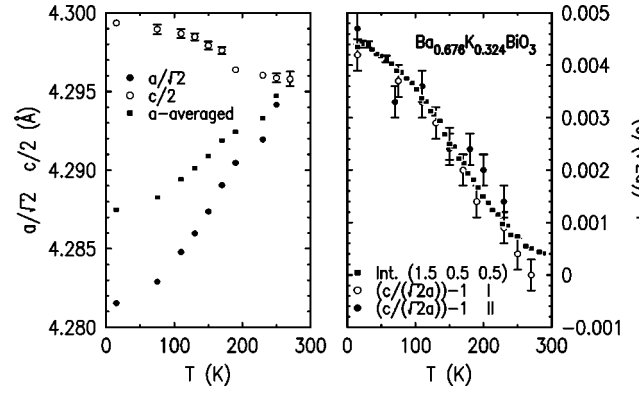 4.300
4.295
4.290
4.285
4.280
a/√2 c/2 (Å)
a/√2
c/2
a-averaged
0 100 200 300
T (K)
Ba0.676K0.324BiO3
Int. (1.5 0.5 0.5)
(c/(√2a))-1 I
(c/(√2a))-1 II
0 100 200 300
T (K)
0.005
0.004
0.003
0.002
0.001
0
-0.001